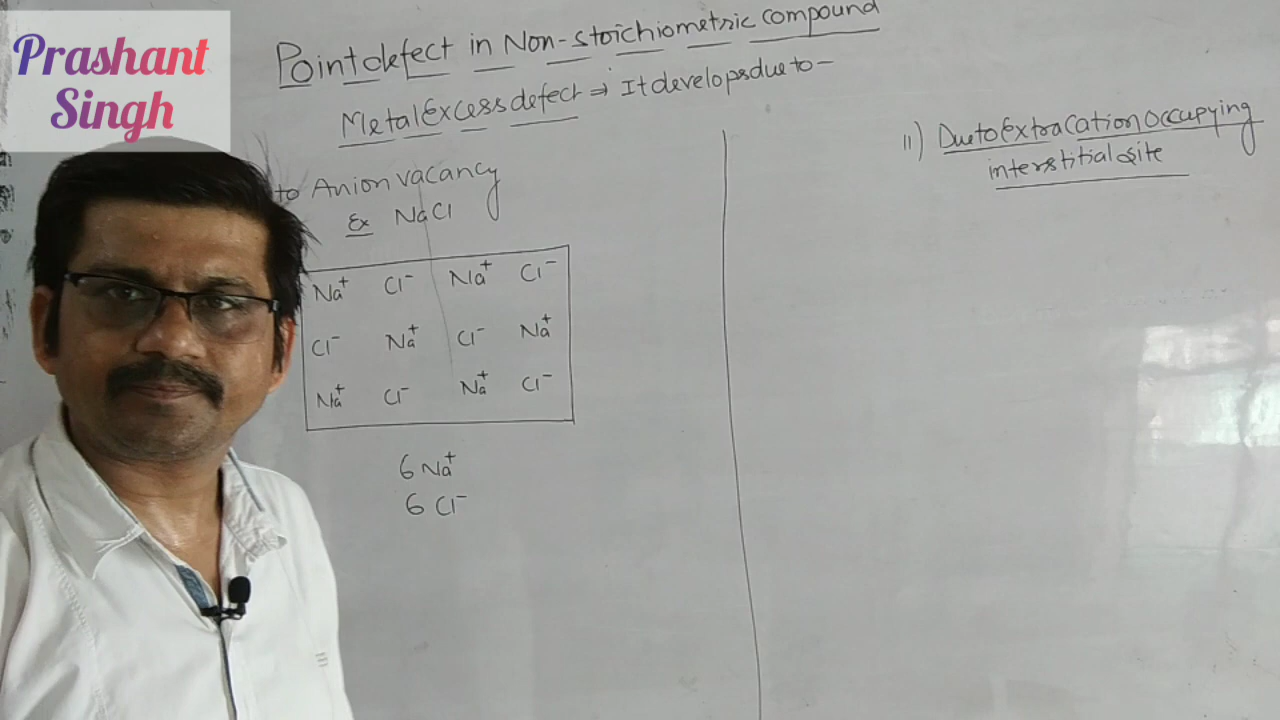 Prashant
Singh
Point defect in Non-stoichiometric compound
Metal Excess defect ⇒ It develops due to –
to Anion vacancy
Ex NaCl
Na⁺ Cl⁻ Na⁺ Cl⁻
Cl⁻ Na⁺ Cl⁻ Na⁺
Na⁺ Cl⁻ Na⁺ Cl⁻
6 Na⁺
6 Cl⁻
ii) Due to Extra Cation Occupying
interstitial site